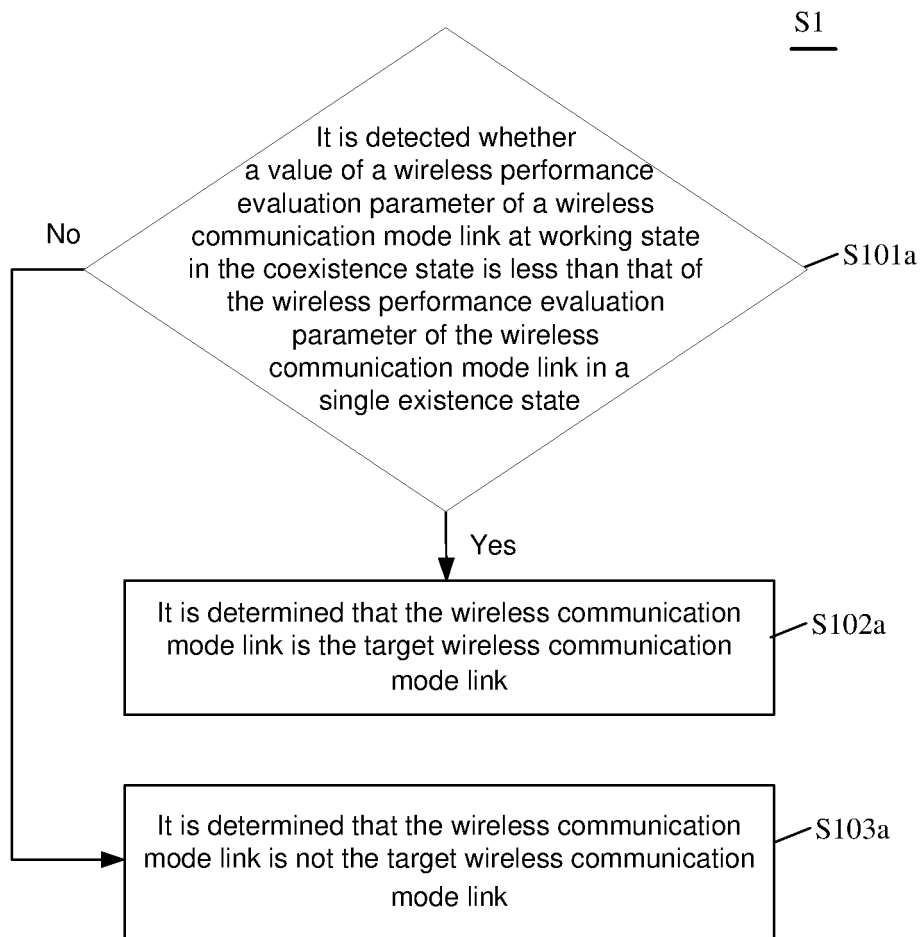 S1
It is detected whether
a value of a wireless performance
evaluation parameter of a wireless
communication mode link at working state
in the coexistence state is less than that of
the wireless performance evaluation
parameter of the wireless
communication mode link in a
single existence state
No
S101a
Yes
It is determined that the wireless communication
mode link is the target wireless communication
mode link
S102a
It is determined that the wireless communication
mode link is not the target wireless communication
mode link
S103a